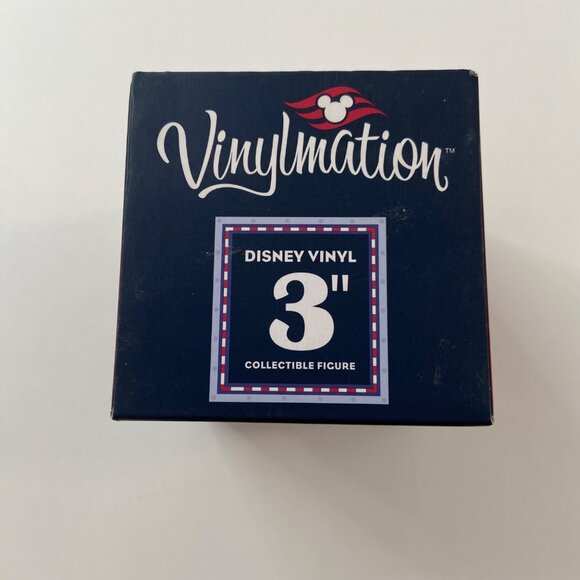 Vinylmation™
DISNEY VINYL
3"
COLLECTIBLE FIGURE